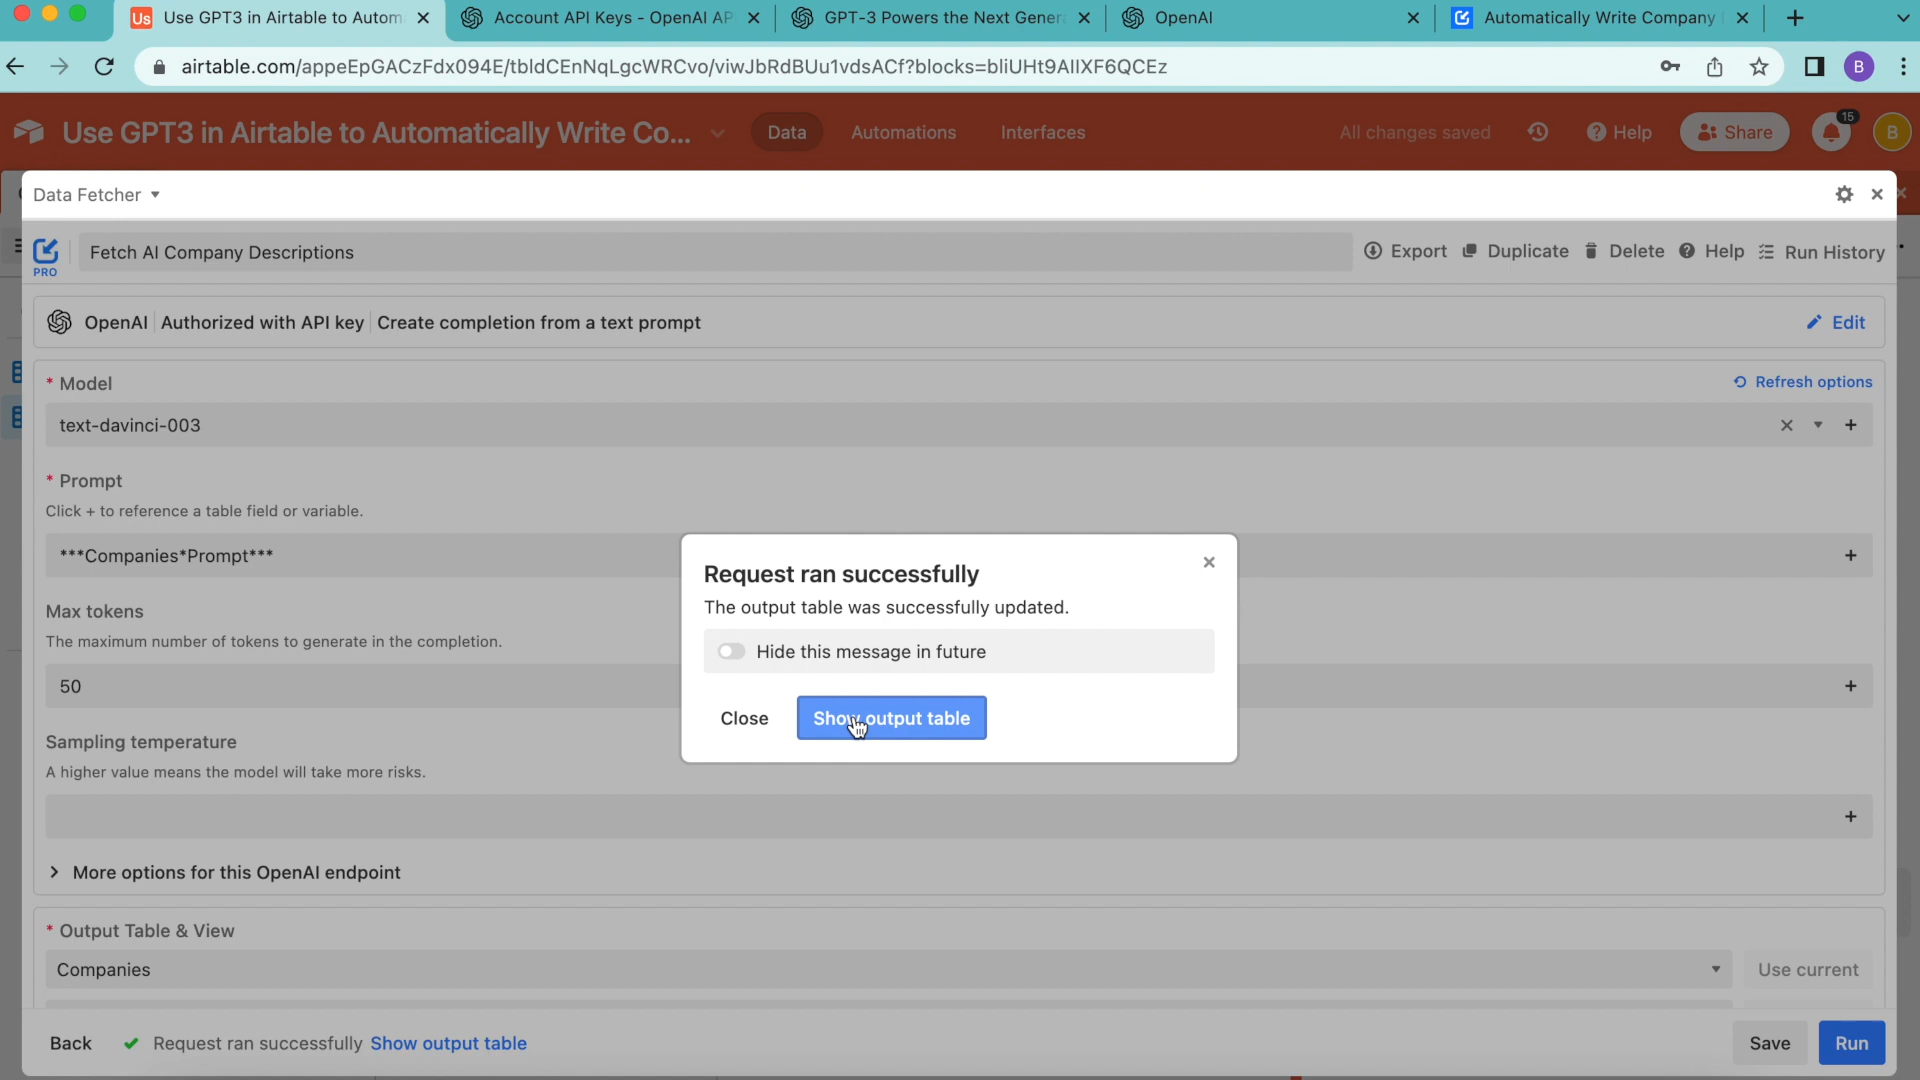 Us Use GPT3 in Airtable to Autom
Account API Keys - OpenAI AP
GPT-3 Powers the Next Gener
OpenAI
Automatically Write Company
airtable.com/appeEpGACzFdx094E/tbldCEnNqLgcWRCvo/viwJbRdBUu1vdsACf?blocks=bliUHt9AlIXF6QCEz
B
Use GPT3 in Airtable to Automatically Write Co...
Data
Automations
Interfaces
All changes saved
Help
Share
15
B
Data Fetcher
PRO
Fetch AI Company Descriptions
Export
Duplicate
Delete
Help
Run History
OpenAI Authorized with API key Create completion from a text prompt
Edit
* Model
Refresh options
text-davinci-003
* Prompt
Click + to reference a table field or variable.
***Companies*Prompt***
Max tokens
The maximum number of tokens to generate in the completion.
50
Sampling temperature
A higher value means the model will take more risks.
More options for this OpenAI endpoint
* Output Table & View
Companies
Use current
Request ran successfully
The output table was successfully updated.
Hide this message in future
Close
Show output table
Back
Request ran successfully Show output table
Save
Run